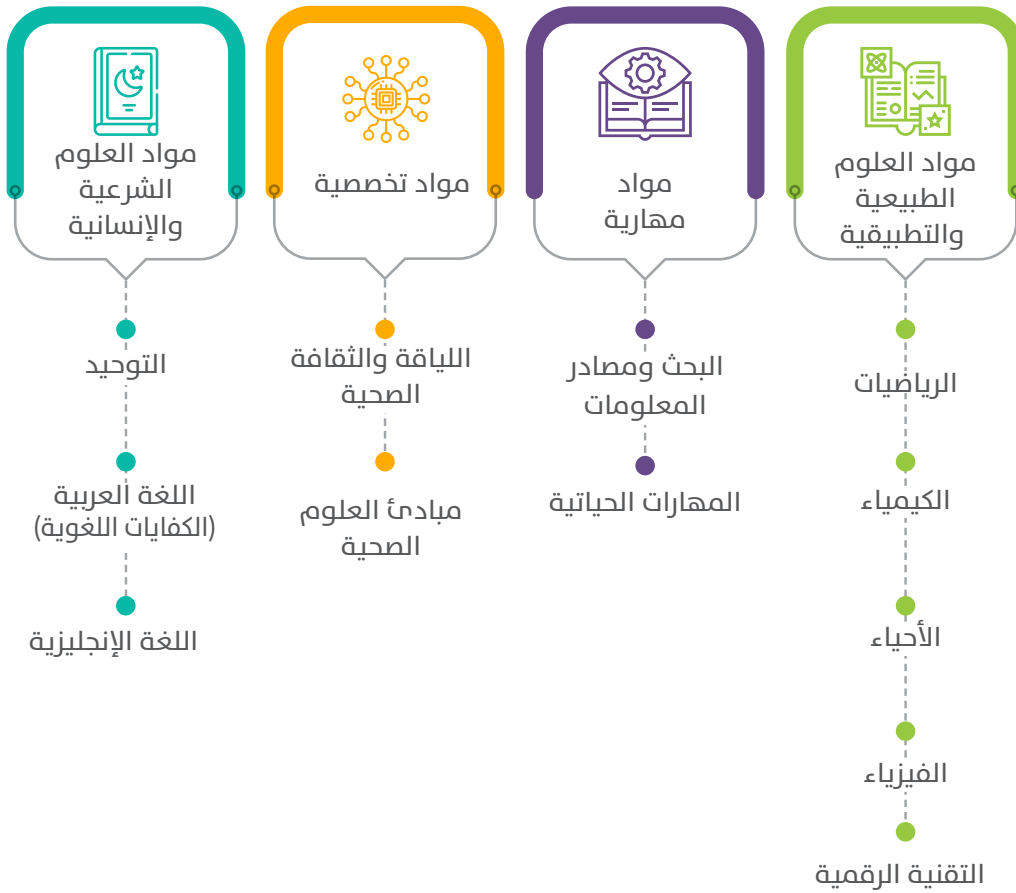 مواد العلوم
الطبيعية
والتطبيقية
الرياضيات
الكيمياء
الأحياء
الفيزياء
التقنية الرقمية
مواد
مهارية
البحث ومصادر
المعلومات
المهارات الحياتية
مواد تخصصية
اللياقة والثقافة
الصحية
مبادئ العلوم
الصحية
مواد العلوم
الشرعية
والإنسانية
التوحيد
اللغة العربية
(الكفايات اللغوية)
اللغة الإنجليزية